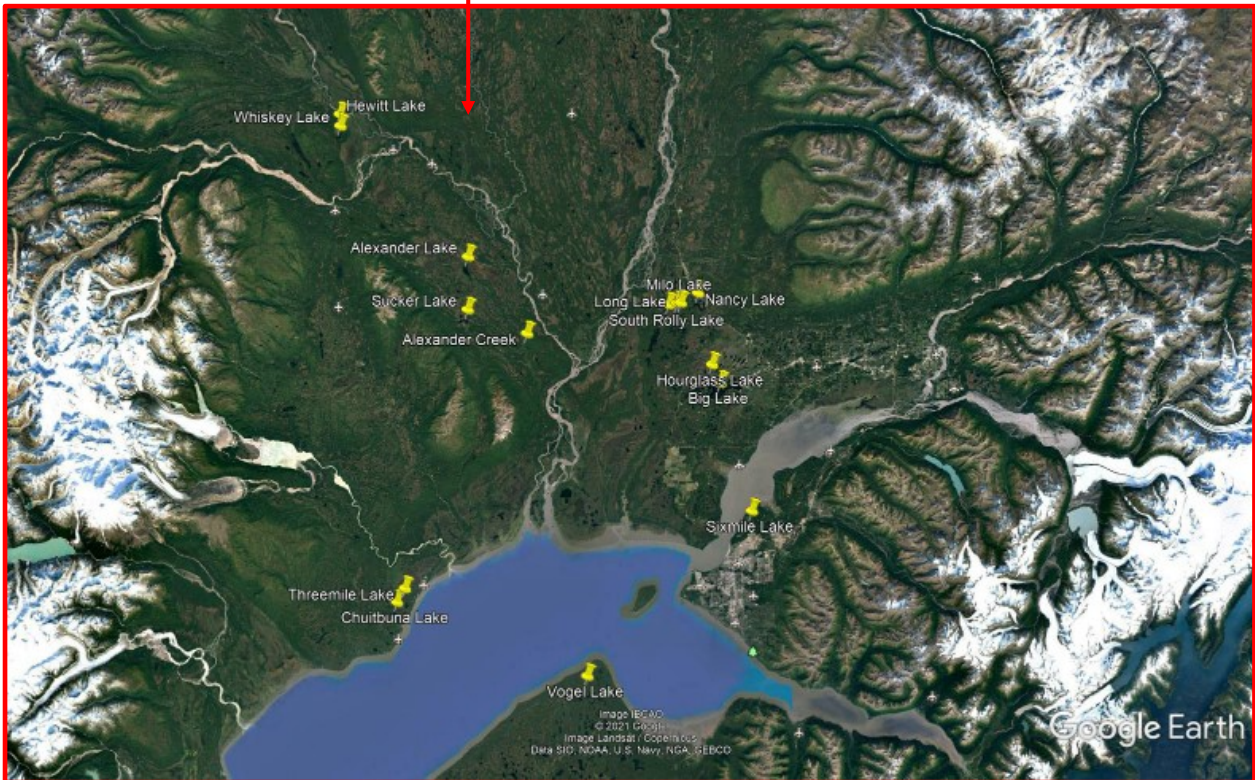 Hewitt Lake
Whiskey Lake
Alexander Lake
Sucker Lake
Alexander Creek
Milo Lake
Long Lake
Nancy Lake
South Rolly Lake
Hourglass Lake
Big Lake
Sixmile Lake
Threemile Lake
Chuitbuna Lake
Vogel Lake
Image IBCAO
© 2021 Google
Image Landsat / Copernicus
Data SIO, NOAA, U.S. Navy, NGA, GEBCO
Google Earth